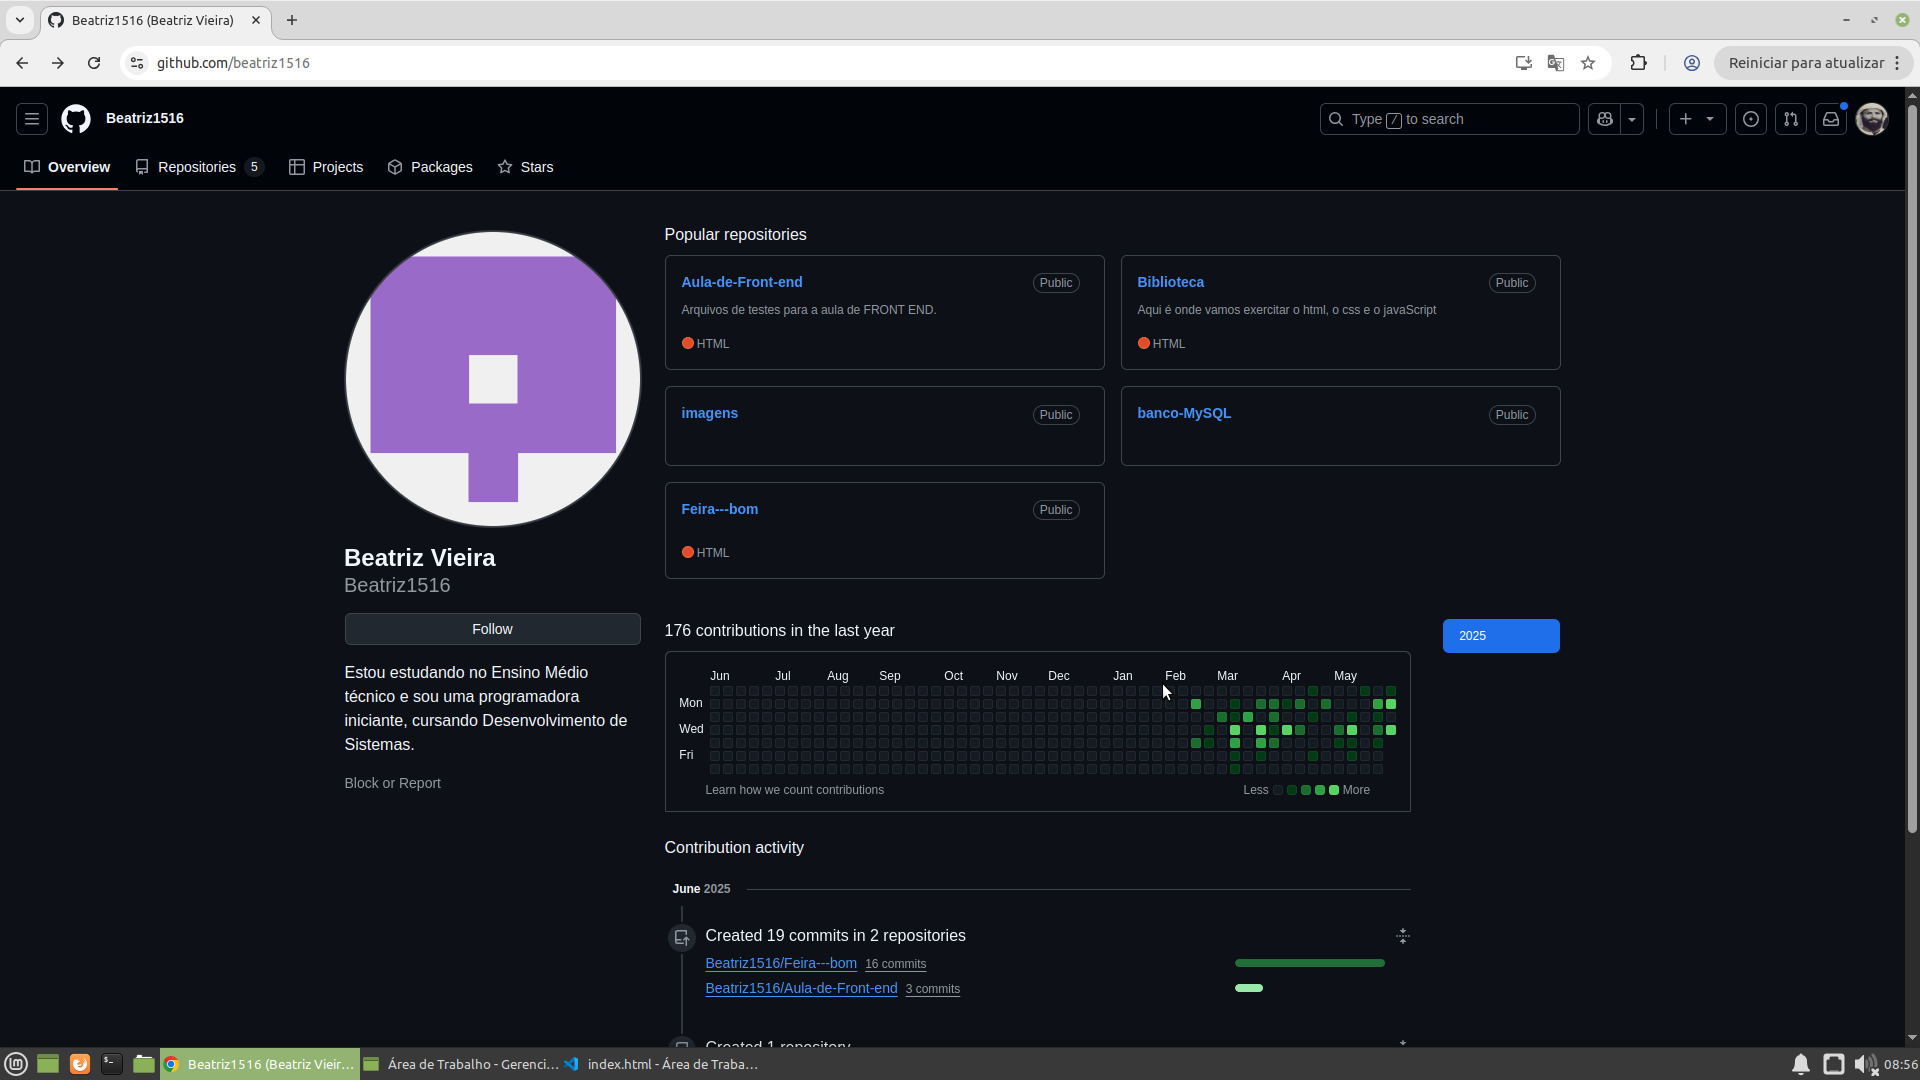 Beatriz1516 (Beatriz Vieira)
github.com/beatriz1516
Reiniciar para atualizar
Beatriz1516
Type / to search
Overview
Repositories 5
Projects
Packages
Stars
Popular repositories
Aula-de-Front-end Public
Arquivos de testes para a aula de FRONT END.
HTML
Biblioteca Public
Aqui é onde vamos exercitar o html, o css e o javaScript
HTML
imagens Public
banco-MySQL Public
Feira---bom Public
HTML
Beatriz Vieira
Beatriz1516
Follow
Estou estudando no Ensino Médio
técnico e sou uma programadora
iniciante, cursando Desenvolvimento de
Sistemas.
Block or Report
176 contributions in the last year
2025
Jun Jul Aug Sep Oct Nov Dec Jan Feb Mar Apr May
Mon
Wed
Fri
Learn how we count contributions
Less More
Contribution activity
June 2025
Created 19 commits in 2 repositories
Beatriz1516/Feira---bom 16 commits
Beatriz1516/Aula-de-Front-end 3 commits
Created 1 repository
Beatriz1516 (Beatriz Vieir...
Área de Trabalho - Gerenci...
index.html - Área de Traba...
08:56